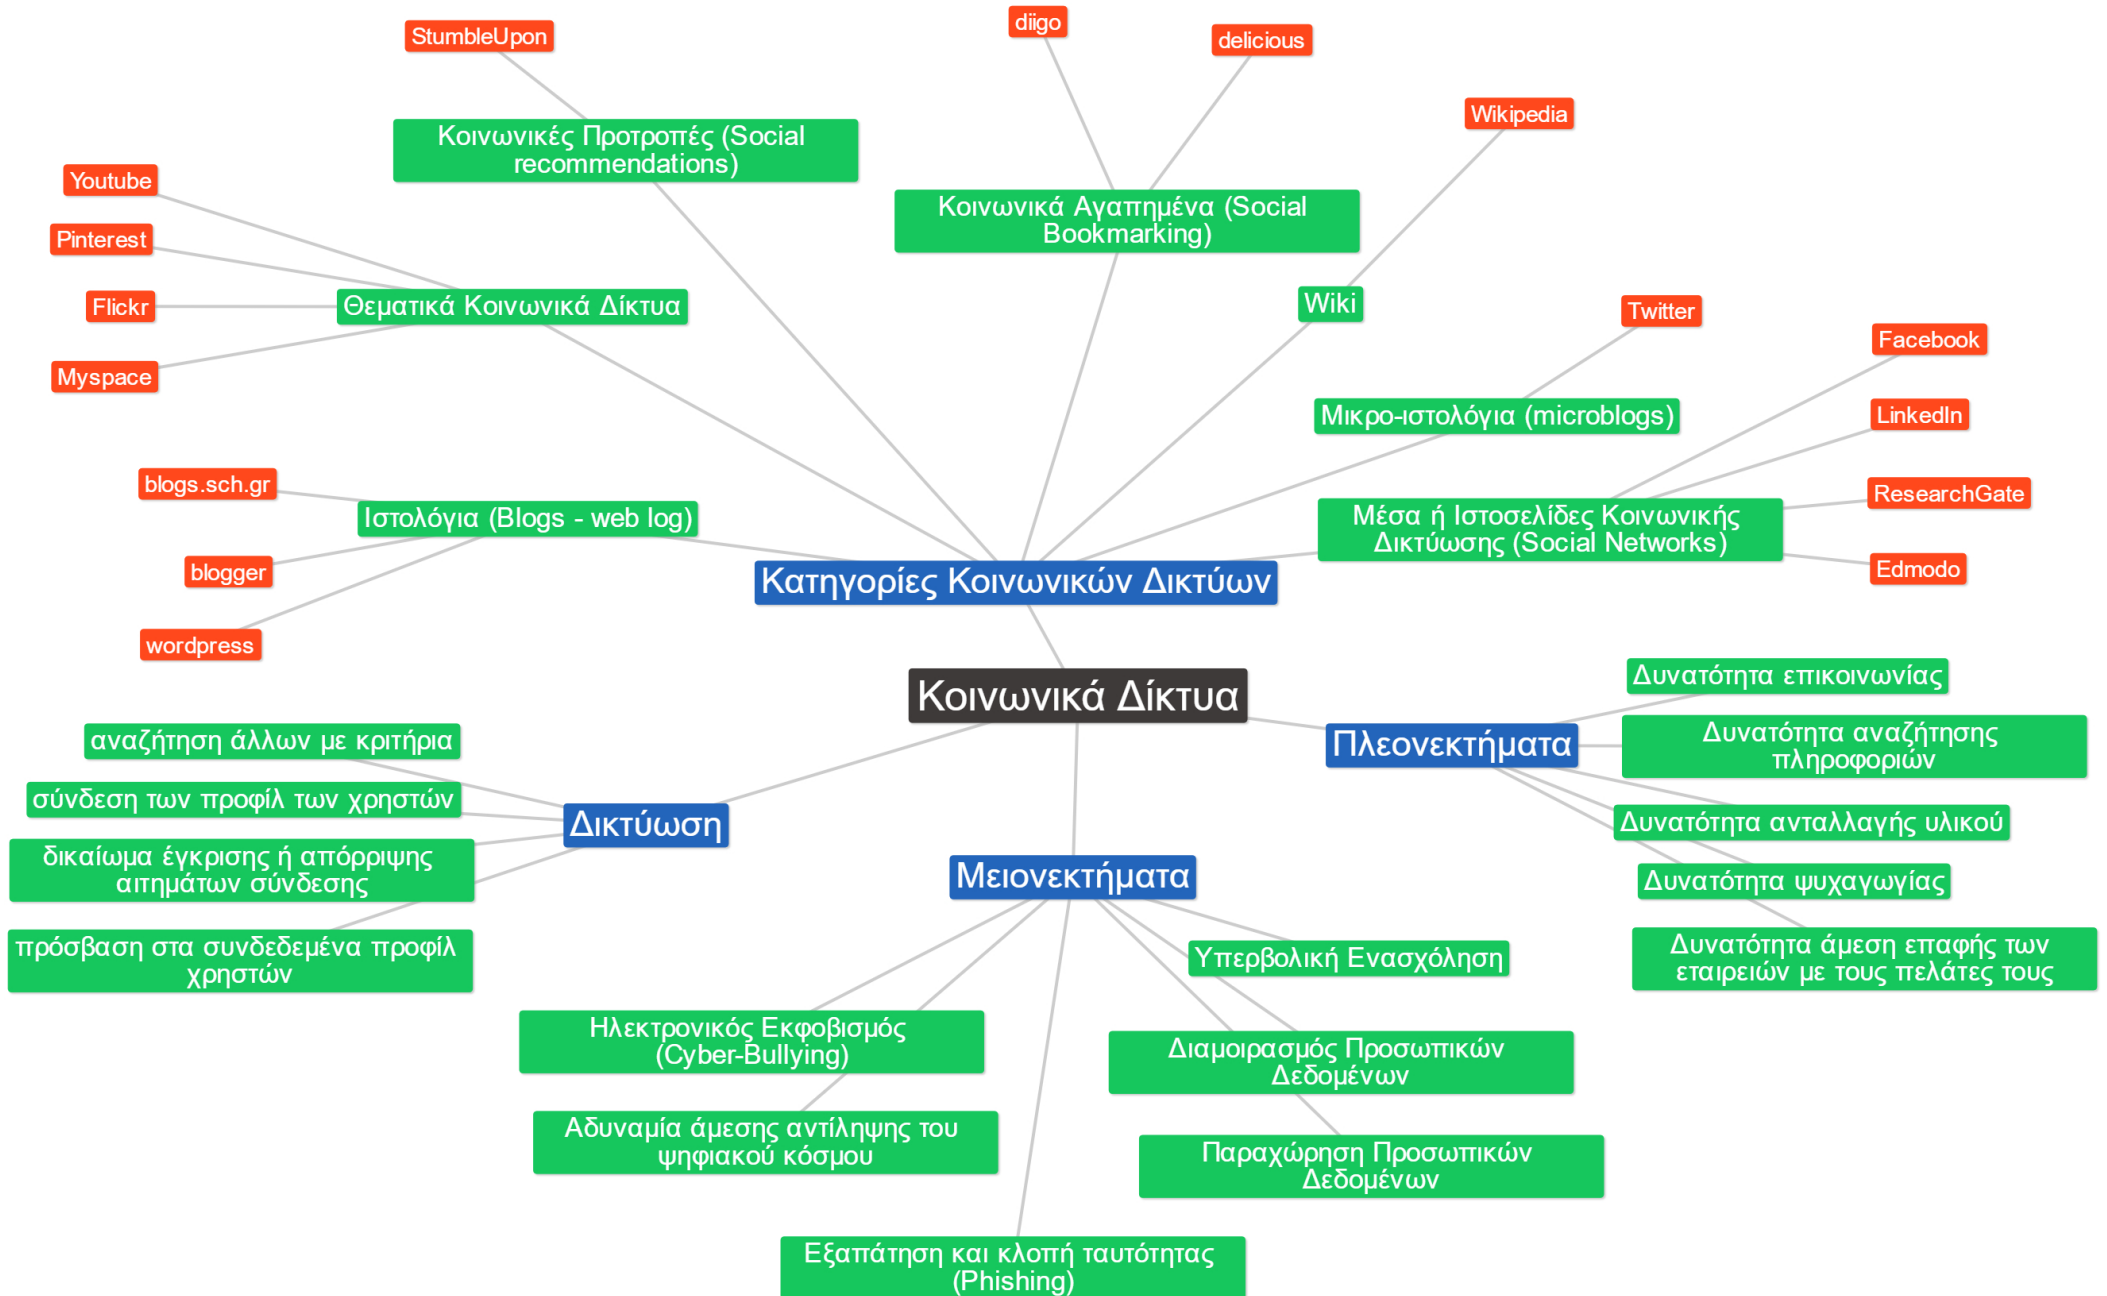 StumbleUpon
diigo
delicious
Wikipedia
Κοινωνικές Προτροπές (Social
recommendations)
Youtube
Pinterest
Flickr
Myspace
Θεματικά Κοινωνικά Δίκτυα
Κοινωνικά Αγαπημένα (Social
Bookmarking)
Wiki
Twitter
Μικρο-ιστολόγια (microblogs)
Facebook
LinkedIn
ResearchGate
Edmodo
Μέσα ή Ιστοσελίδες Κοινωνικής
Δικτύωσης (Social Networks)
blogs.sch.gr
blogger
wordpress
Ιστολόγια (Blogs - web log)
Κατηγορίες Κοινωνικών Δικτύων
Κοινωνικά Δίκτυα
Πλεονεκτήματα
Δυνατότητα επικοινωνίας
Δυνατότητα αναζήτησης
πληροφοριών
Δυνατότητα ανταλλαγής υλικού
Δυνατότητα ψυχαγωγίας
Δυνατότητα άμεση επαφής των
εταιρειών με τους πελάτες τους
Δικτύωση
αναζήτηση άλλων με κριτήρια
σύνδεση των προφίλ των χρηστών
δικαίωμα έγκρισης ή απόρριψης
αιτημάτων σύνδεσης
πρόσβαση στα συνδεδεμένα προφίλ
χρηστών
Μειονεκτήματα
Υπερβολική Ενασχόληση
Ηλεκτρονικός Εκφοβισμός
(Cyber-Bullying)
Διαμοιρασμός Προσωπικών
Δεδομένων
Αδυναμία άμεσης αντίληψης του
ψηφιακού κόσμου
Παραχώρηση Προσωπικών
Δεδομένων
Εξαπάτηση και κλοπή ταυτότητας
(Phishing)